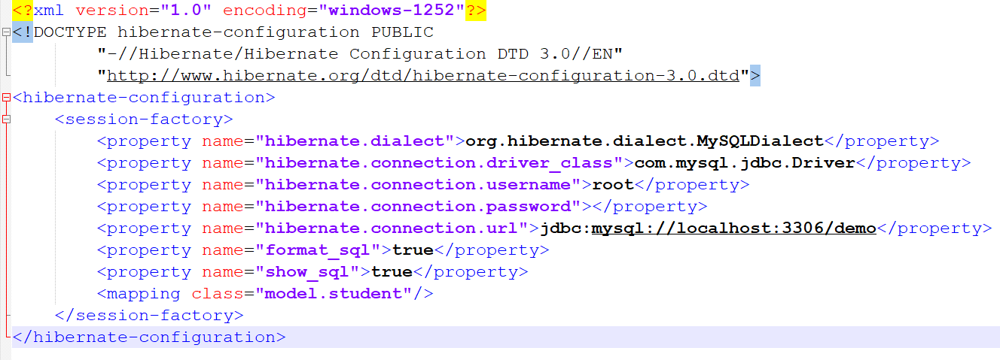 <?xml version="1.0" encoding="windows-1252"?>
<!DOCTYPE hibernate-configuration PUBLIC
        "-//Hibernate/Hibernate Configuration DTD 3.0//EN"
        "http://www.hibernate.org/dtd/hibernate-configuration-3.0.dtd">
<hibernate-configuration>
    <session-factory>
        <property name="hibernate.dialect">org.hibernate.dialect.MySQLDialect</property>
        <property name="hibernate.connection.driver_class">com.mysql.jdbc.Driver</property>
        <property name="hibernate.connection.username">root</property>
        <property name="hibernate.connection.password"></property>
        <property name="hibernate.connection.url">jdbc:mysql://localhost:3306/demo</property>
        <property name="format_sql">true</property>
        <property name="show_sql">true</property>
        <mapping class="model.student"/>
    </session-factory>
</hibernate-configuration>